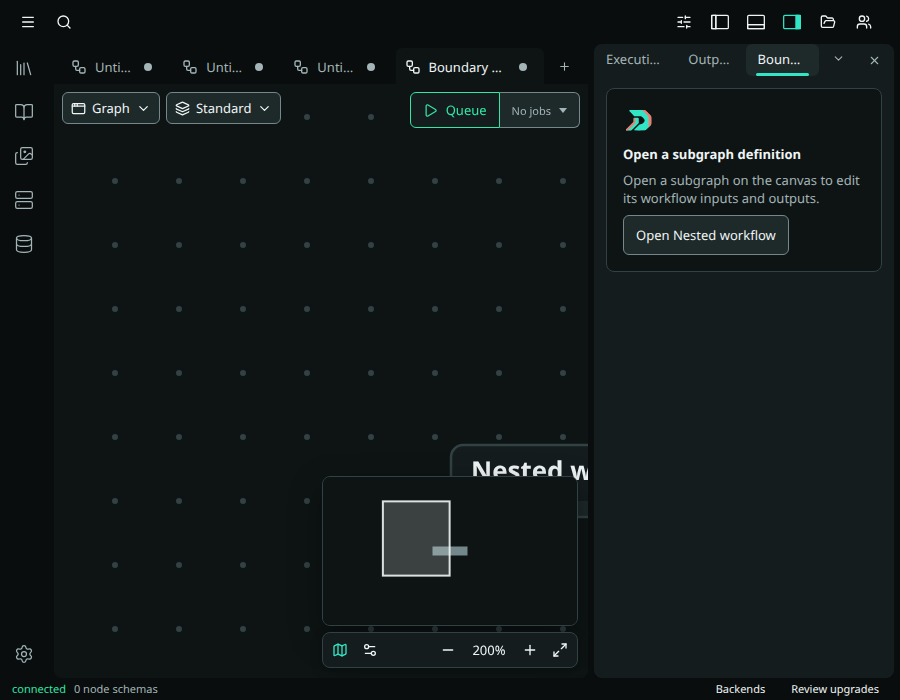 Unti...
Unti...
Unti...
Boundary ...
Executi...
Outp...
Boun...
Graph
Standard
Queue
No jobs
Open a subgraph definition
Open a subgraph on the canvas to edit
its workflow inputs and outputs.
Open Nested workflow
Nested w
200%
connected
0 node schemas
Backends
Review upgrades